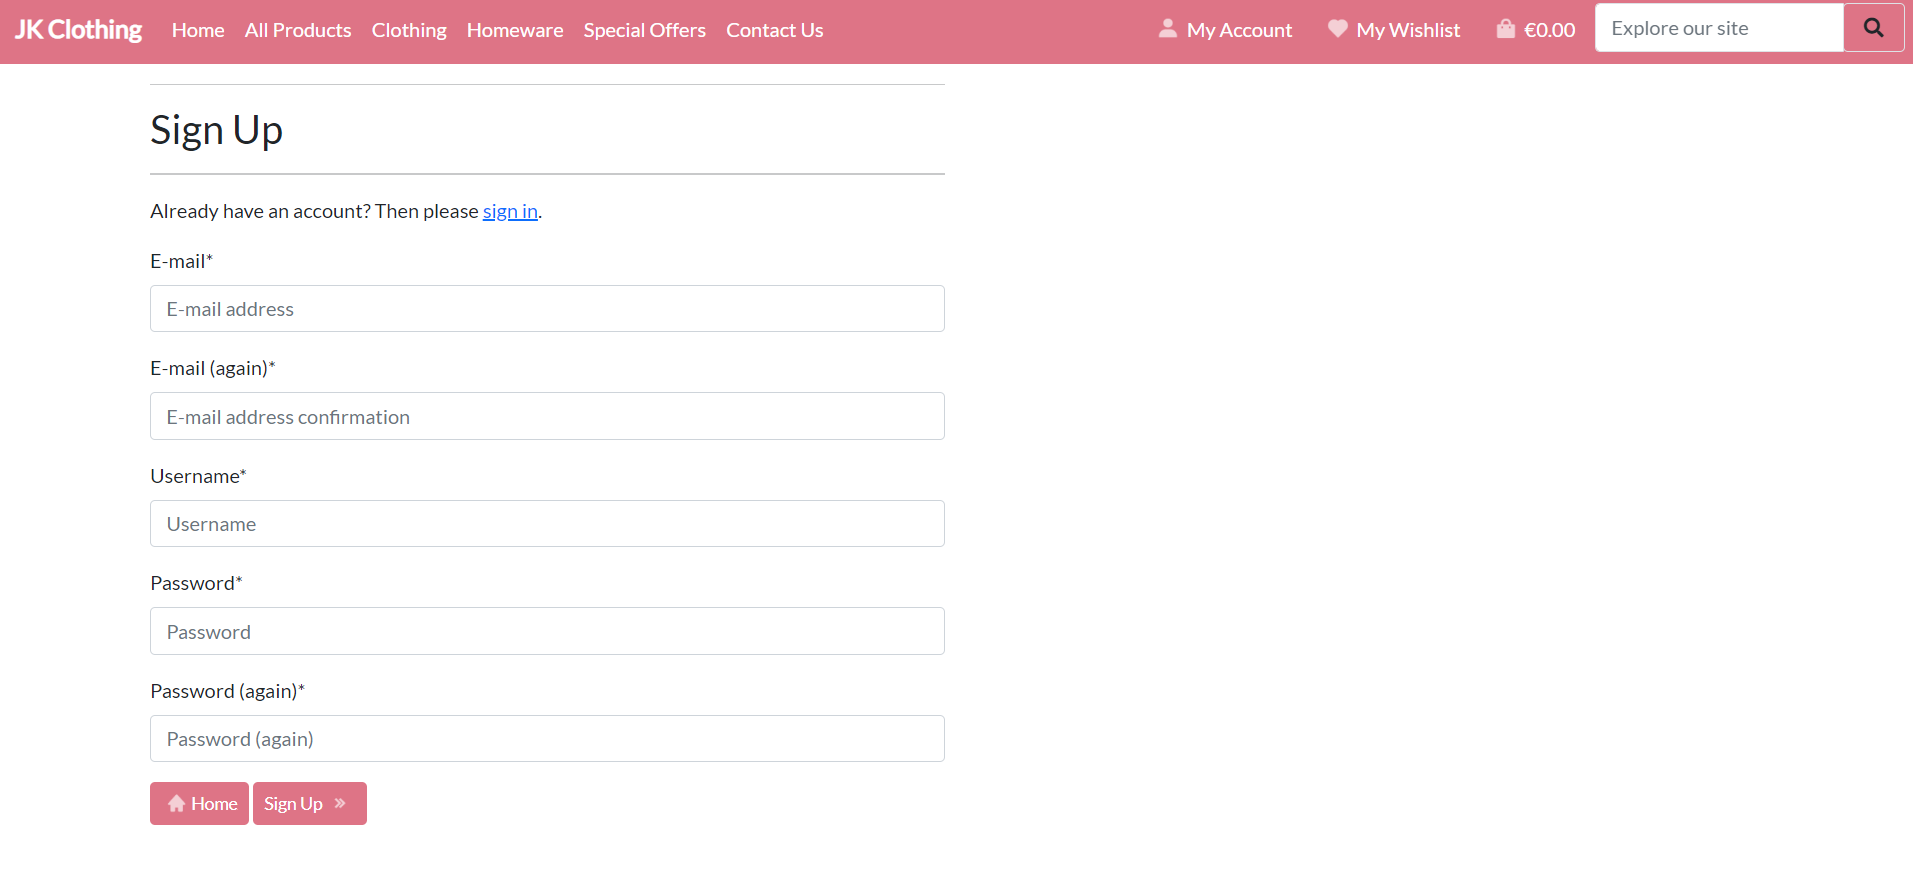 JK Clothing Home All Products Clothing Homeware Special Offers Contact Us My Account My Wishlist €0.00 Explore our site
Sign Up
Already have an account? Then please sign in.
E-mail*
E-mail address
E-mail (again)*
E-mail address confirmation
Username*
Username
Password*
Password
Password (again)*
Password (again)
Home Sign Up »